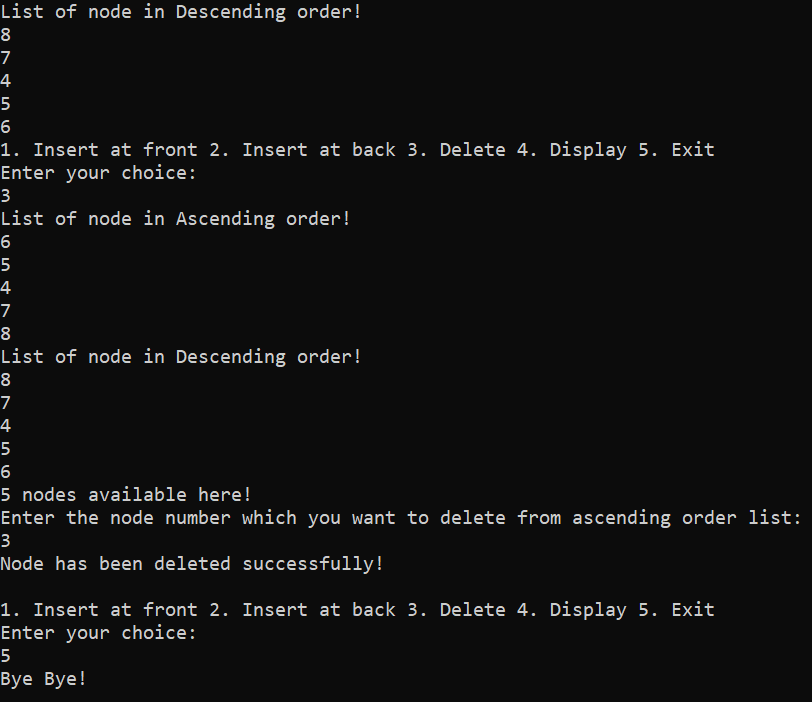 List of node in Descending order!
8
7
4
5
6
1. Insert at front 2. Insert at back 3. Delete 4. Display 5. Exit
Enter your choice:
3
List of node in Ascending order!
6
5
4
7
8
List of node in Descending order!
8
7
4
5
6
5 nodes available here!
Enter the node number which you want to delete from ascending order list:
3
Node has been deleted successfully!

1. Insert at front 2. Insert at back 3. Delete 4. Display 5. Exit
Enter your choice:
5
Bye Bye!